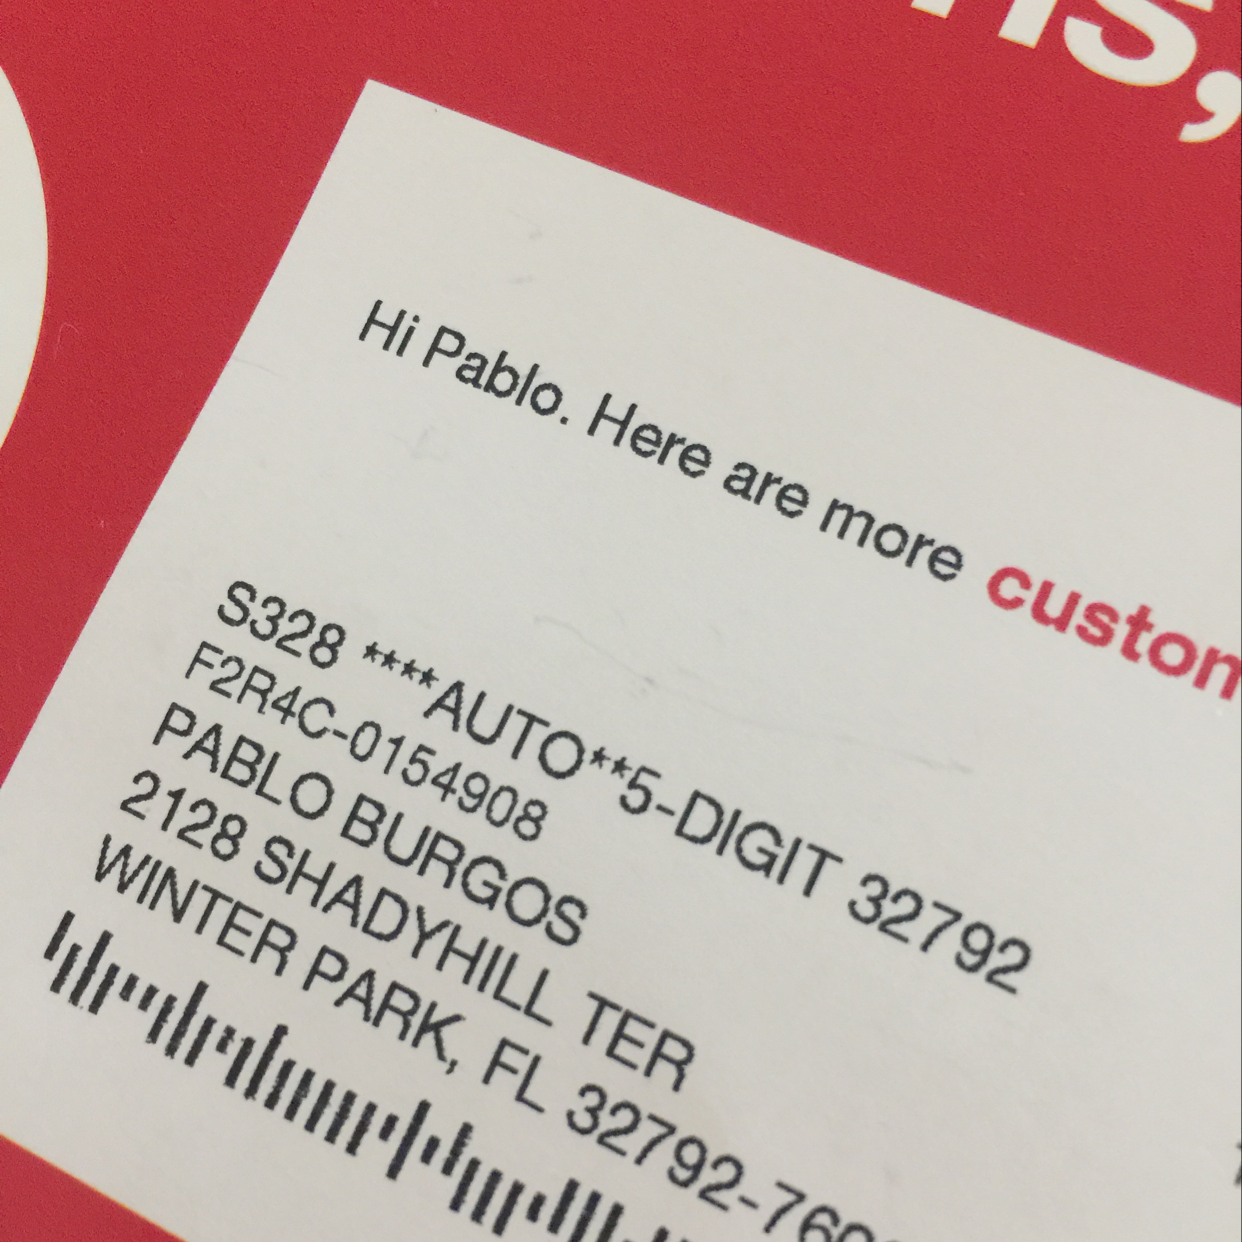 Hi Pablo. Here are more
S328 ****AUTO**5-DIGIT 32792
F2R4C-0154908
PABLO BURGOS
2128 SHADYHILL TER
WINTER PARK, FL 32792-